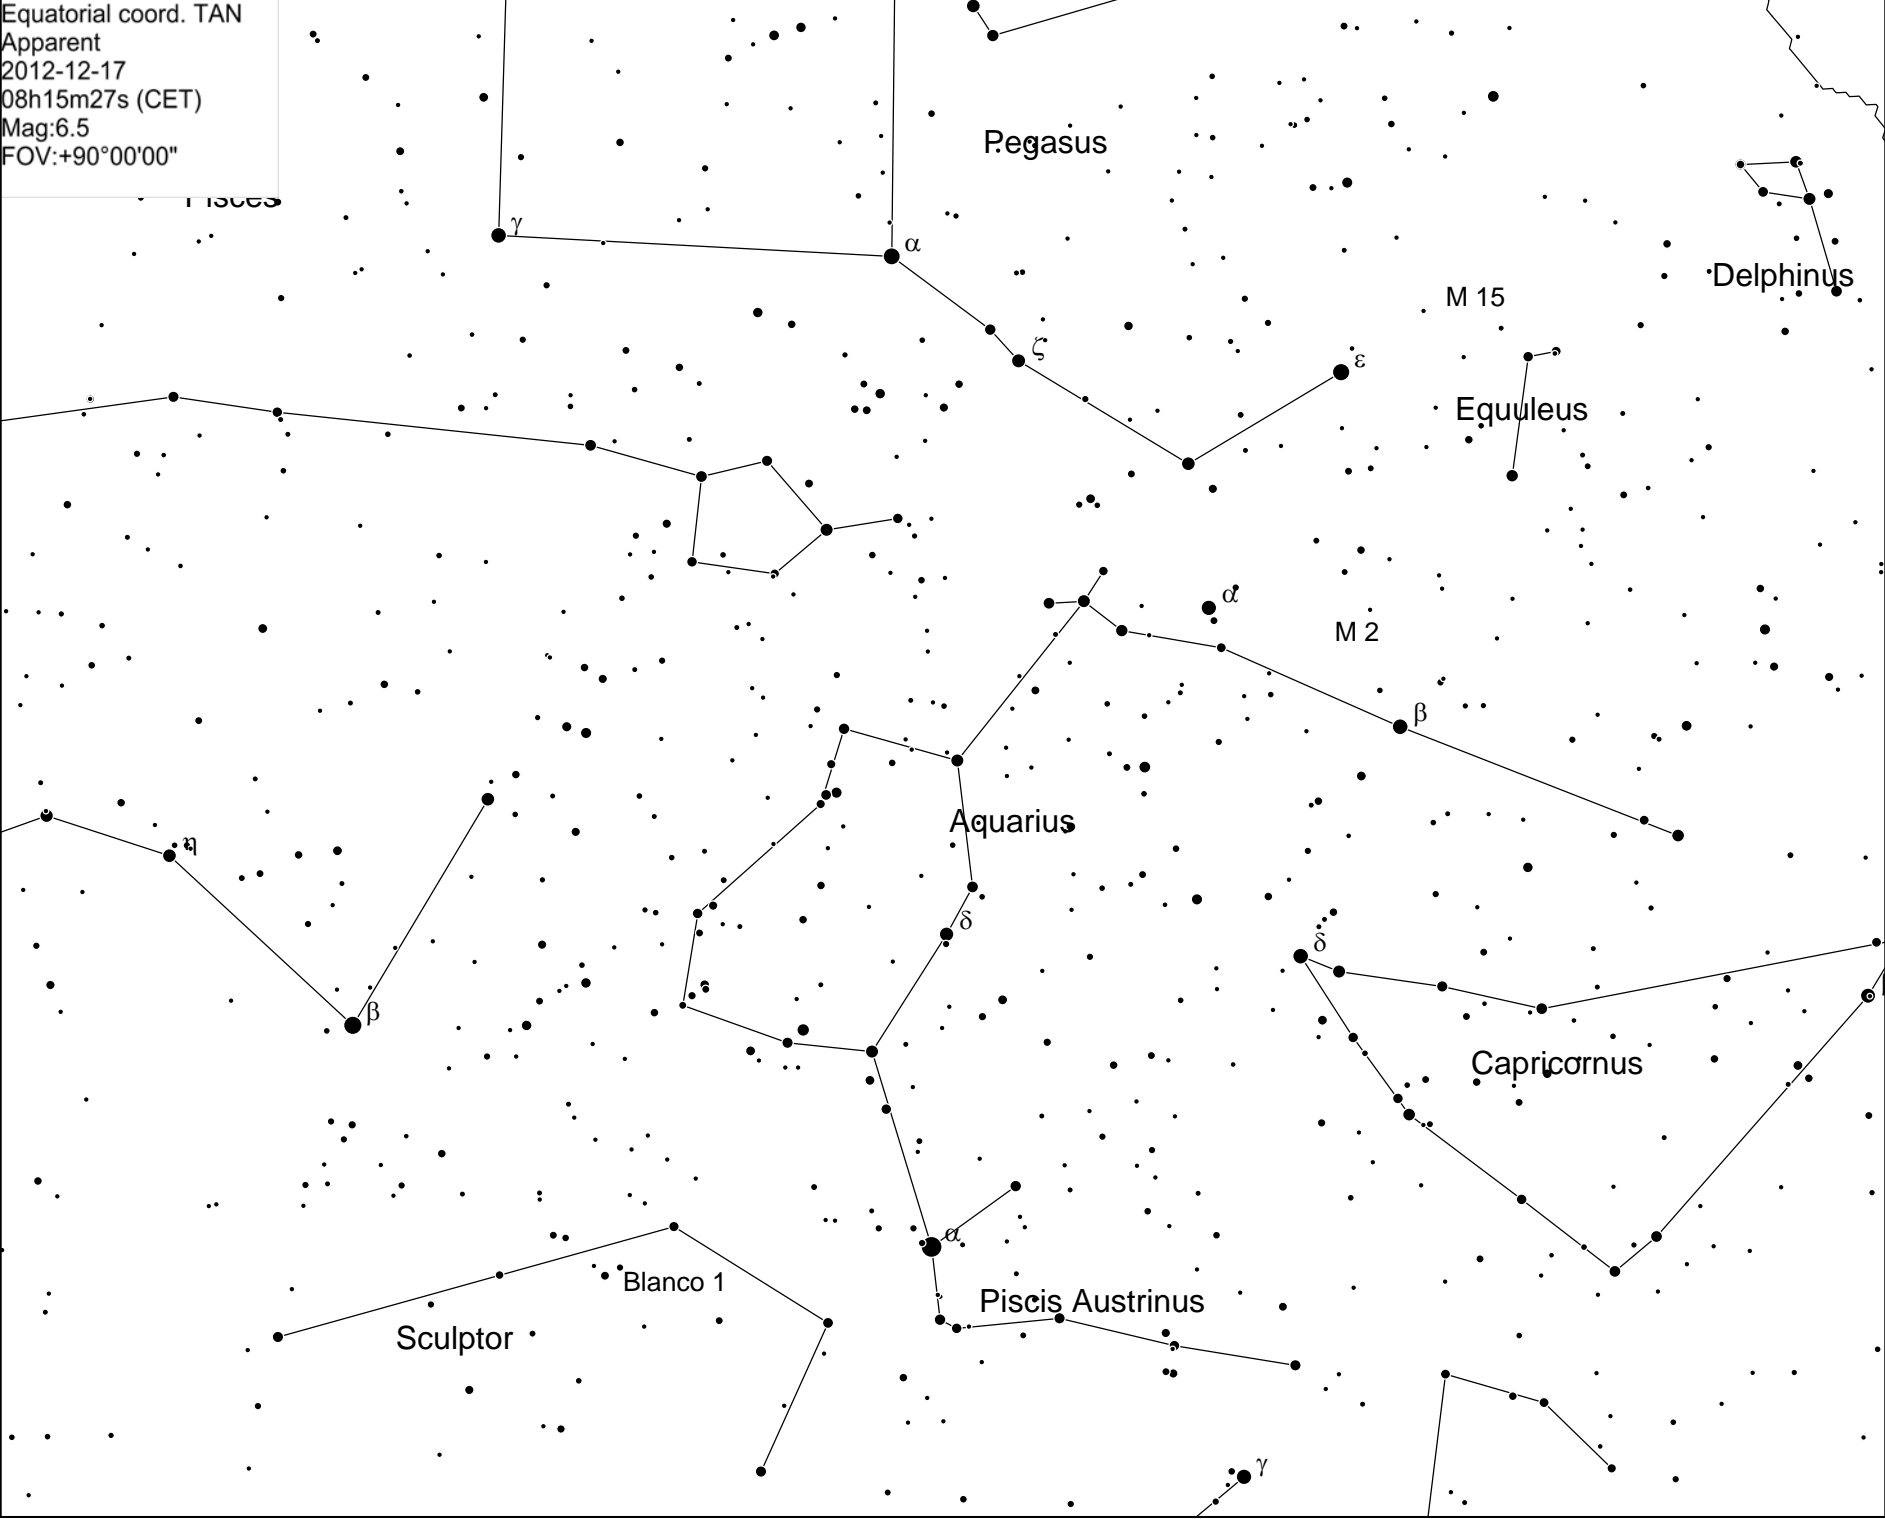 Equatorial coord. TAN
Apparent
2012-12-17
08h15m27s (CET)
Mag:6.5
FOV:+90°00'00"
Pisces
Pegasus
γ
α
Delphinus
M 15
ζ
ε
Equuleus
α
M 2
β
Aquarius
η
δ
δ
β
Capricornus
α
Blanco 1
Piscis Austrinus
Sculptor
γ